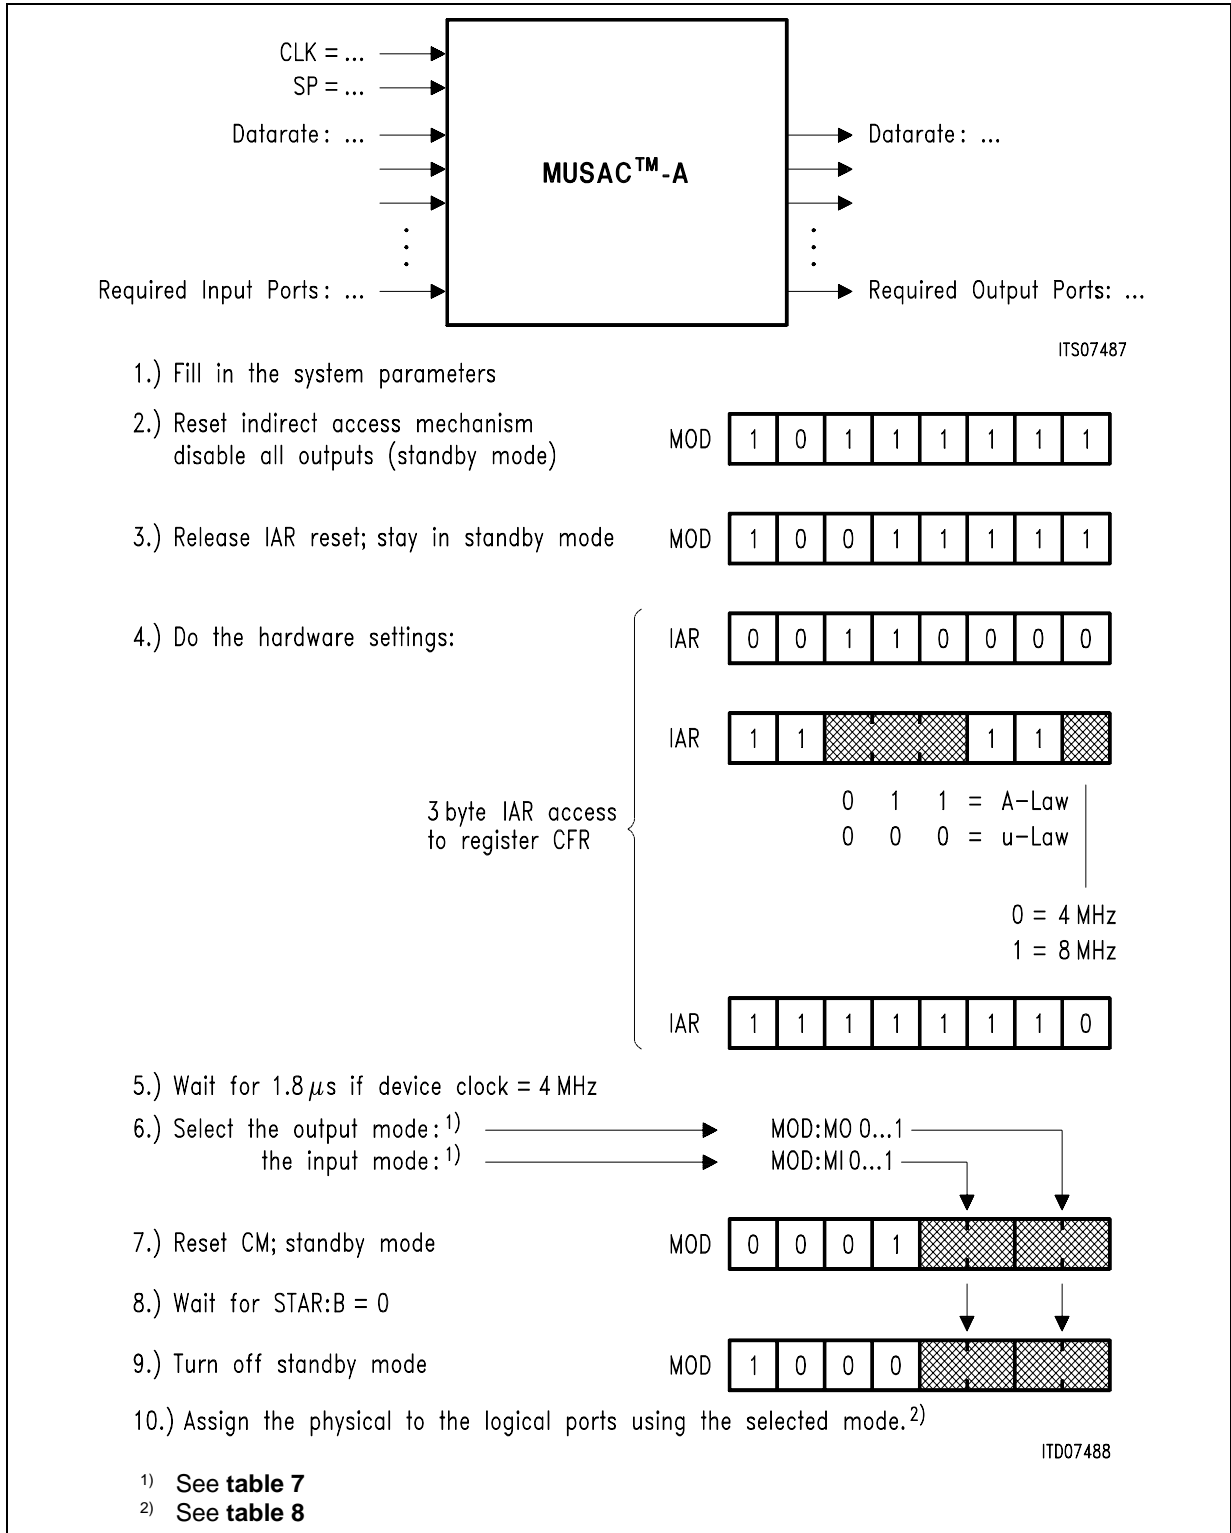 CLK = ...
SP = ...
Datarate: ...
Datarate: ...
MUSAC™-A
Required Input Ports: ...
Required Output Ports: ...
ITS07487
1.) Fill in the system parameters
2.) Reset indirect access mechanism
disable all outputs (standby mode)
MOD 1 0 1 1 1 1 1 1
3.) Release IAR reset; stay in standby mode MOD 1 0 0 1 1 1 1 1
4.) Do the hardware settings: IAR 0 0 1 1 0 0 0 0
IAR 1 1 1 1
3 byte IAR access
to register CFR
0 1 1 = A-Law
0 0 0 = u-Law
0 = 4 MHz
1 = 8 MHz
IAR 1 1 1 1 1 1 1 0
5.) Wait for 1.8 μs if device clock = 4 MHz
6.) Select the output mode: 1) MOD:MO 0...1
the input mode: 1) MOD:MI 0...1
7.) Reset CM; standby mode MOD 0 0 0 1
8.) Wait for STAR:B = 0
9.) Turn off standby mode MOD 1 0 0 0
10.) Assign the physical to the logical ports using the selected mode. 2)
ITD07488
1) See table 7
2) See table 8